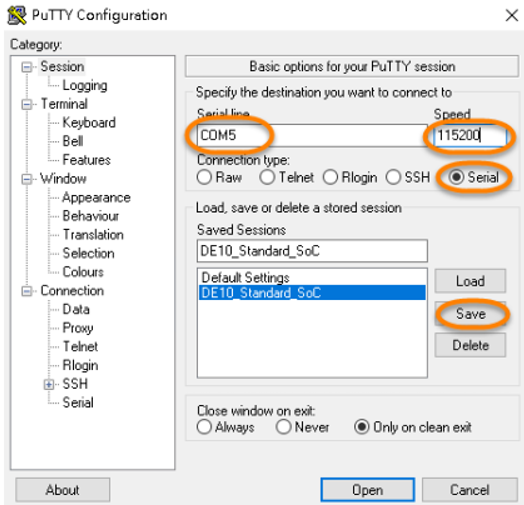 PuTTY Configuration
Category:
Session
Logging
Terminal
Keyboard
Bell
Features
Window
Appearance
Behaviour
Translation
Selection
Colours
Connection
Data
Proxy
Telnet
Rlogin
SSH
Serial
Basic options for your PuTTY session
Specify the destination you want to connect to
Serial line Speed
COM5 115200
Connection type:
Raw Telnet Rlogin SSH Serial
Load, save or delete a stored session
Saved Sessions
DE10_Standard_SoC
Default Settings
DE10_Standard_SoC
Load
Save
Delete
Close window on exit:
Always Never Only on clean exit
About Open Cancel